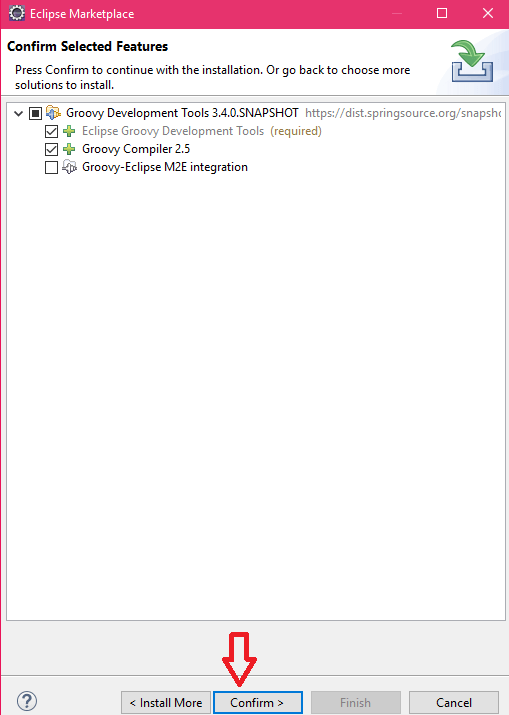 Eclipse Marketplace
Confirm Selected Features
Press Confirm to continue with the installation. Or go back to choose more
solutions to install.
Groovy Development Tools 3.4.0.SNAPSHOT https://dist.springsource.org/snapsho
Eclipse Groovy Development Tools (required)
Groovy Compiler 2.5
Groovy-Eclipse M2E integration
? < Install More Confirm > Finish Cancel